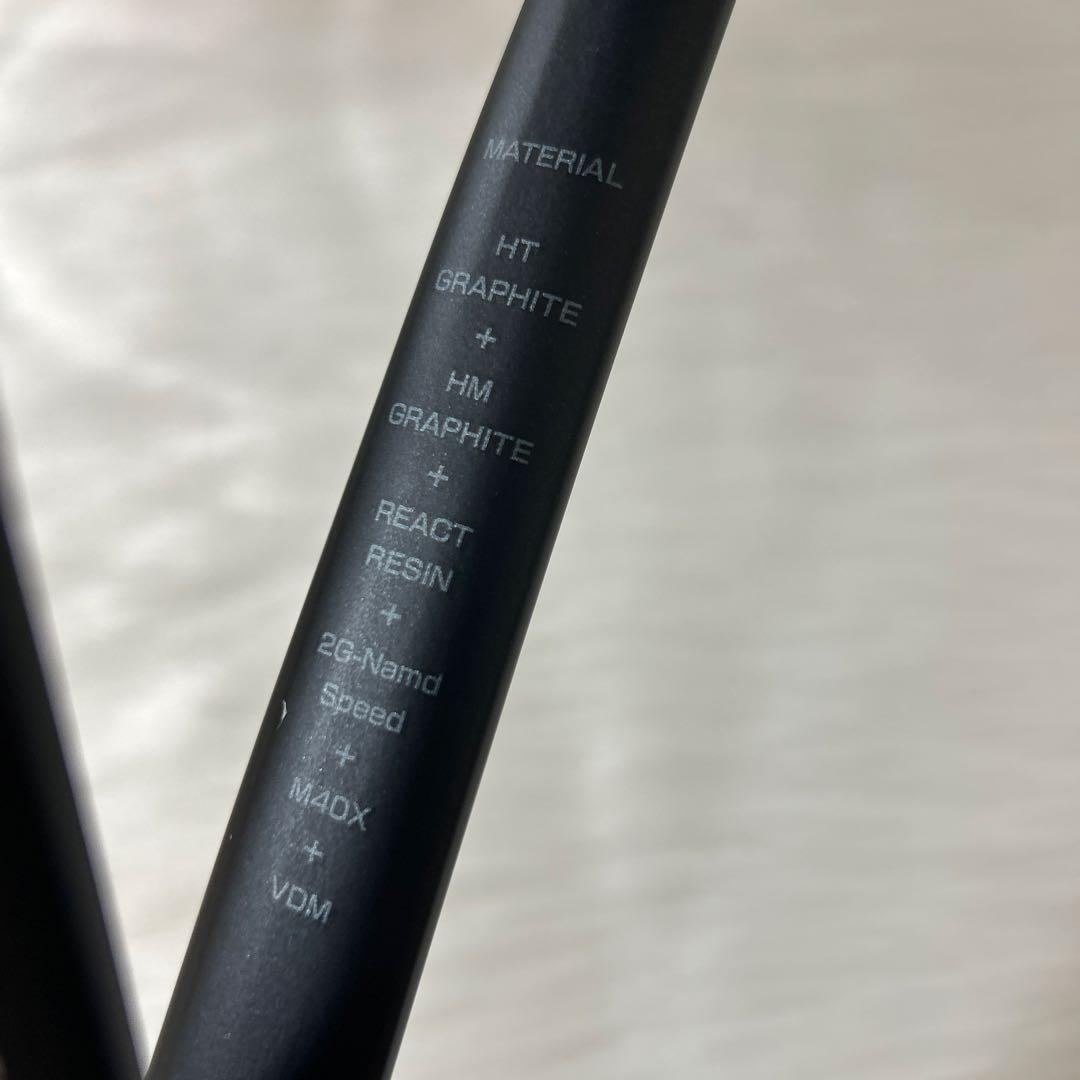 MATERIAL
HT
GRAPHITE
+
HM
GRAPHITE
+
REACT
RESIN
+
2G-Namd
Speed
+
M40X
+
VDM